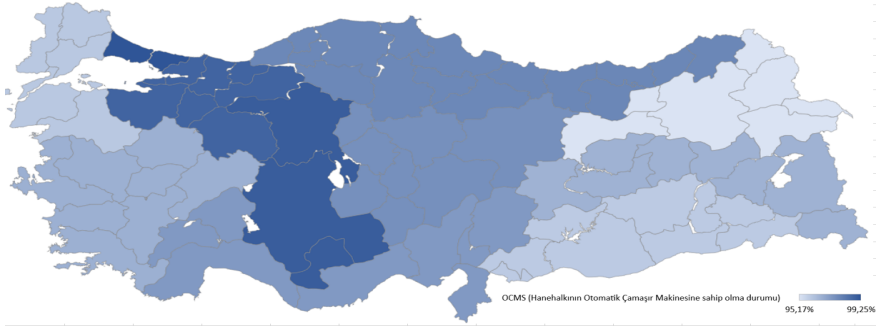 OCMS (Hanehalkının Otomatik Çamaşır Makinesine sahip olma durumu)
95,17% 99,25%